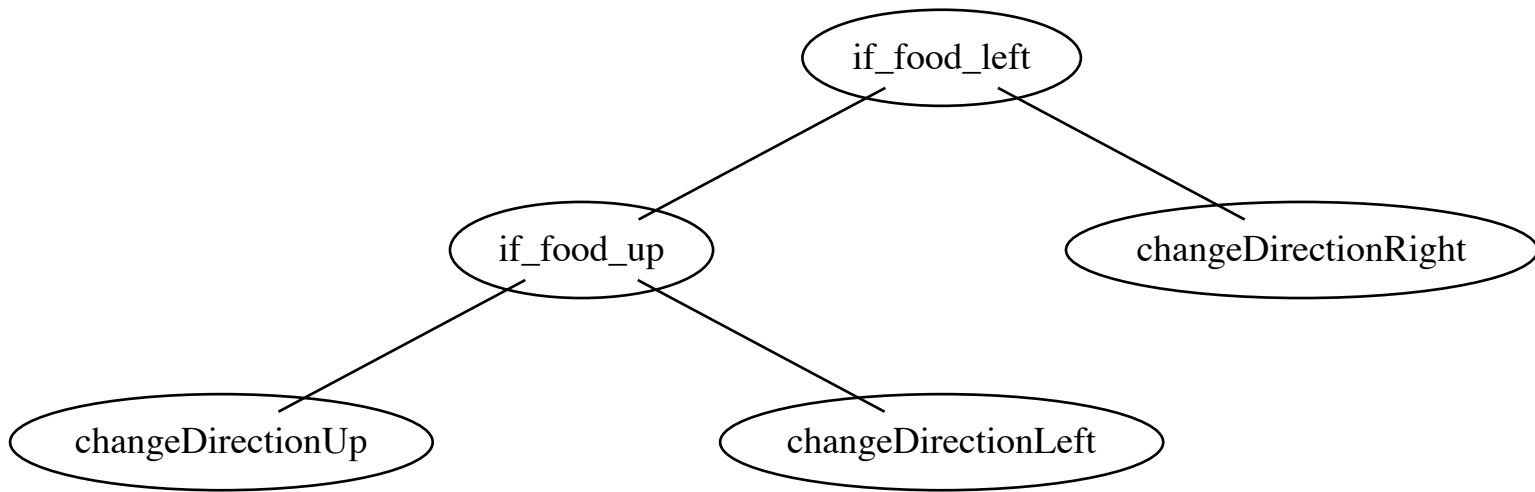 if_food_left
if_food_up
changeDirectionRight
changeDirectionUp
changeDirectionLeft